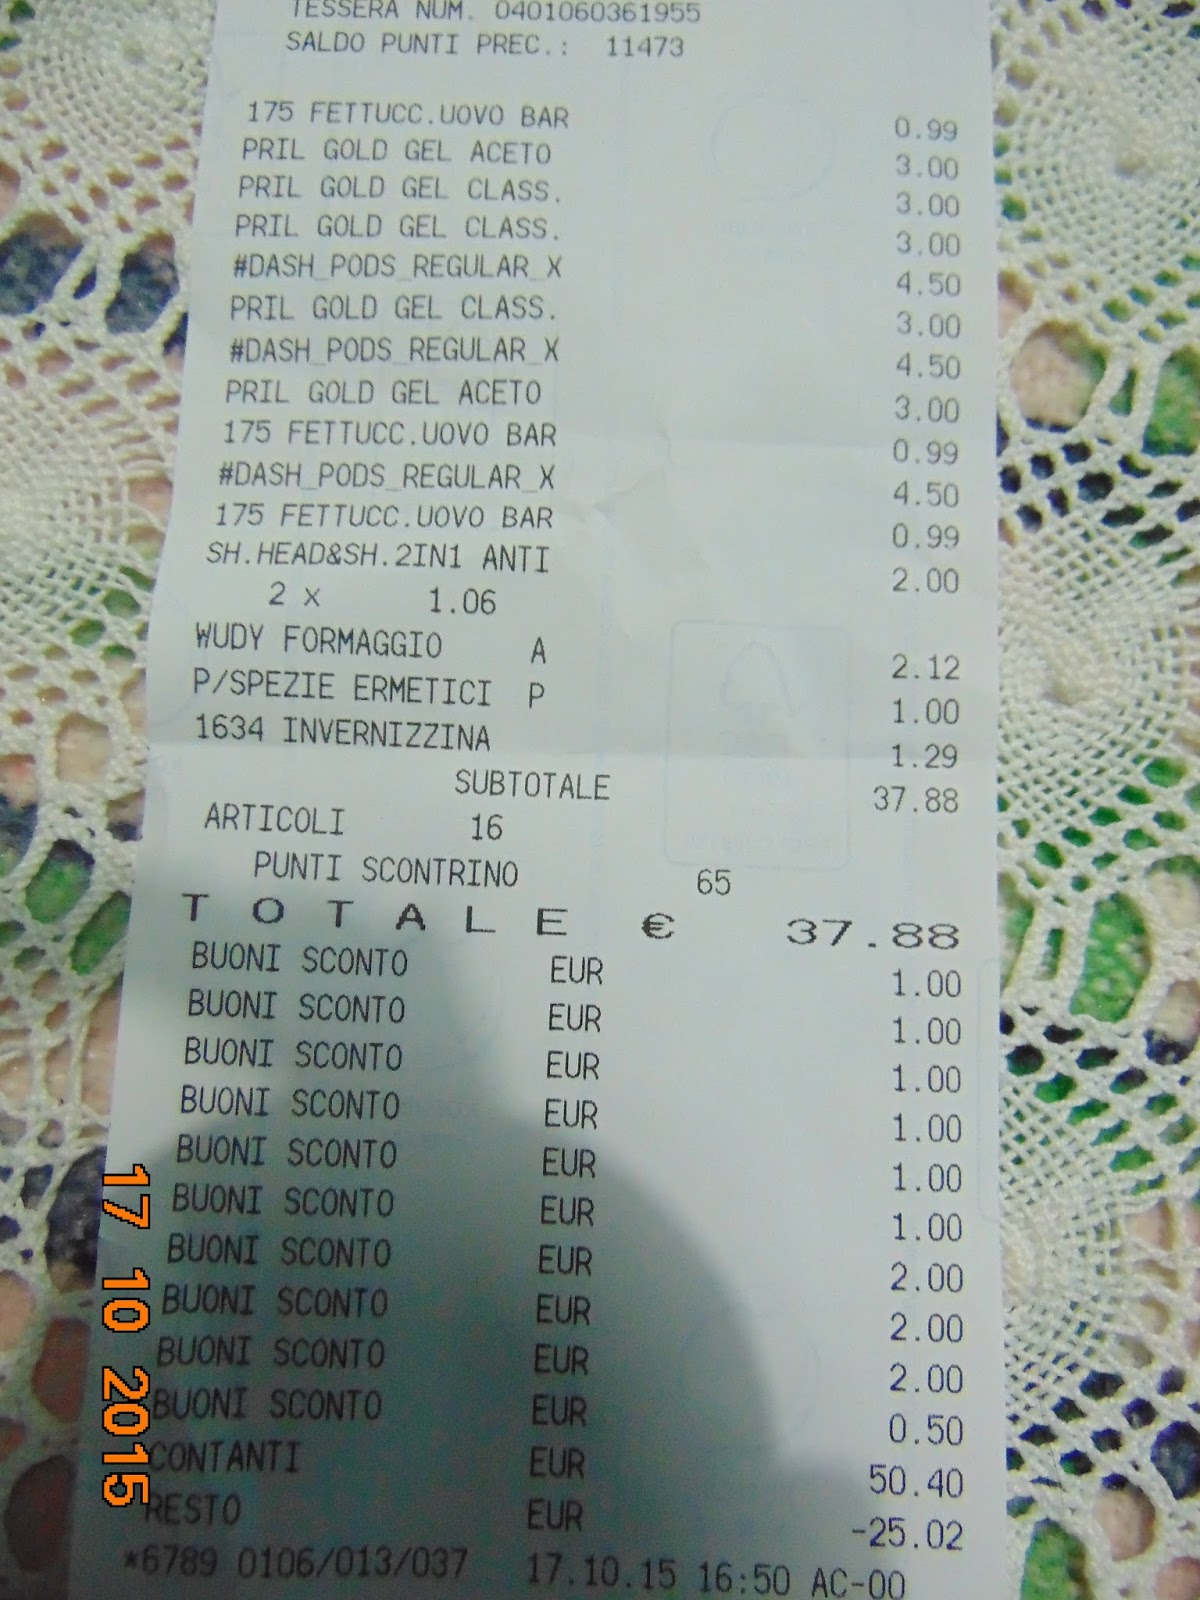 TESSERA NUM. 0401060361955
SALDO PUNTI PREC.: 11473
175 FETTUCC.UOVO BAR 0.99
PRIL GOLD GEL ACETO 3.00
PRIL GOLD GEL CLASS. 3.00
PRIL GOLD GEL CLASS. 3.00
#DASH_PODS_REGULAR_X 4.50
PRIL GOLD GEL CLASS. 3.00
#DASH_PODS_REGULAR_X 4.50
PRIL GOLD GEL ACETO 3.00
175 FETTUCC.UOVO BAR 0.99
#DASH_PODS_REGULAR_X 4.50
175 FETTUCC.UOVO BAR 0.99
SH.HEAD&SH.2IN1 ANTI 2.00
2 x 1.06
WUDY FORMAGGIO A 2.12
P/SPEZIE ERMETICI P 1.00
1634 INVERNIZZINA 1.29
SUBTOTALE 37.88
ARTICOLI 16
PUNTI SCONTRINO 65
T O T A L E € 37.88
BUONI SCONTO EUR 1.00
BUONI SCONTO EUR 1.00
BUONI SCONTO EUR 1.00
BUONI SCONTO EUR 1.00
BUONI SCONTO EUR 1.00
BUONI SCONTO EUR 1.00
BUONI SCONTO EUR 2.00
BUONI SCONTO EUR 2.00
BUONI SCONTO EUR 2.00
BUONI SCONTO EUR 0.50
CONTANTI EUR 50.40
RESTO EUR -25.02
*6789 0106/013/037 17.10.15 16:50 AC-00
17 10 2015